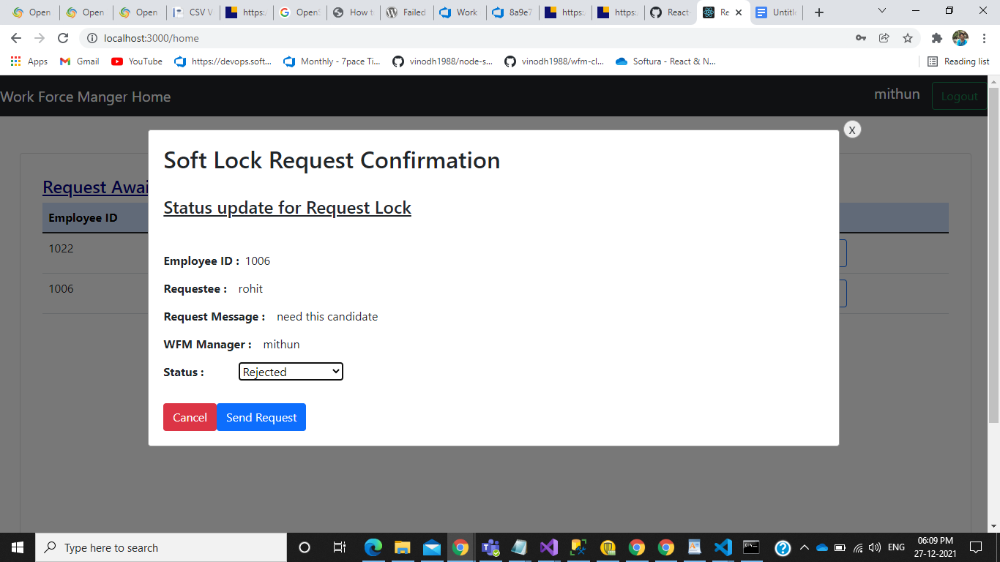 Open
Open
Open
CSV V
https:/
OpenS
How t
Failed
Work
8a9e7
https:
https:
React-
Re
Untitle
localhost:3000/home
Apps
Gmail
YouTube
https://devops.soft...
Monthly - 7pace Ti...
vinodh1988/node-s...
vinodh1988/wfm-cl...
Softura - React & N...
Reading list
Work Force Manger Home
mithun
Logout
X
Soft Lock Request Confirmation
Request Awai
Status update for Request Lock
Employee ID
1022
1006
Employee ID : 1006
Requestee : rohit
Request Message : need this candidate
WFM Manager : mithun
Status : Rejected
Cancel
Send Request
Type here to search
ENG
06:09 PM
27-12-2021